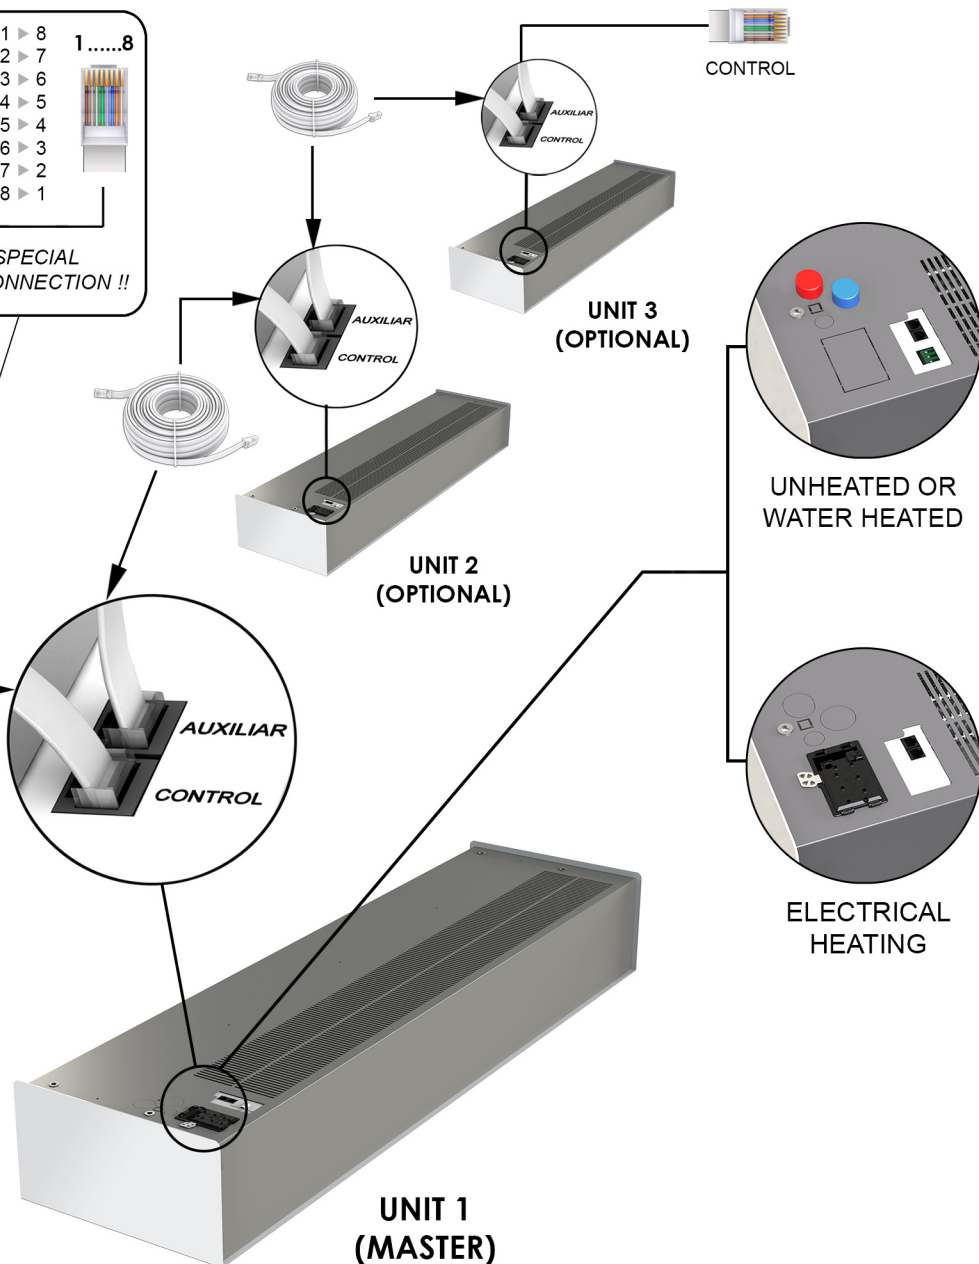 1 ▶ 8
2 ▶ 7
3 ▶ 6
4 ▶ 5
5 ▶ 4
6 ▶ 3
7 ▶ 2
8 ▶ 1
1......8
SPECIAL
!!
CONTROL
AUXILIAR
CONTROL
UNIT 3
(OPTIONAL)
AUXILIAR
CONTROL
UNIT 2
(OPTIONAL)
UNHEATED OR
WATER HEATED
AUXILIAR
CONTROL
ELECTRICAL
HEATING
UNIT 1
(MASTER)